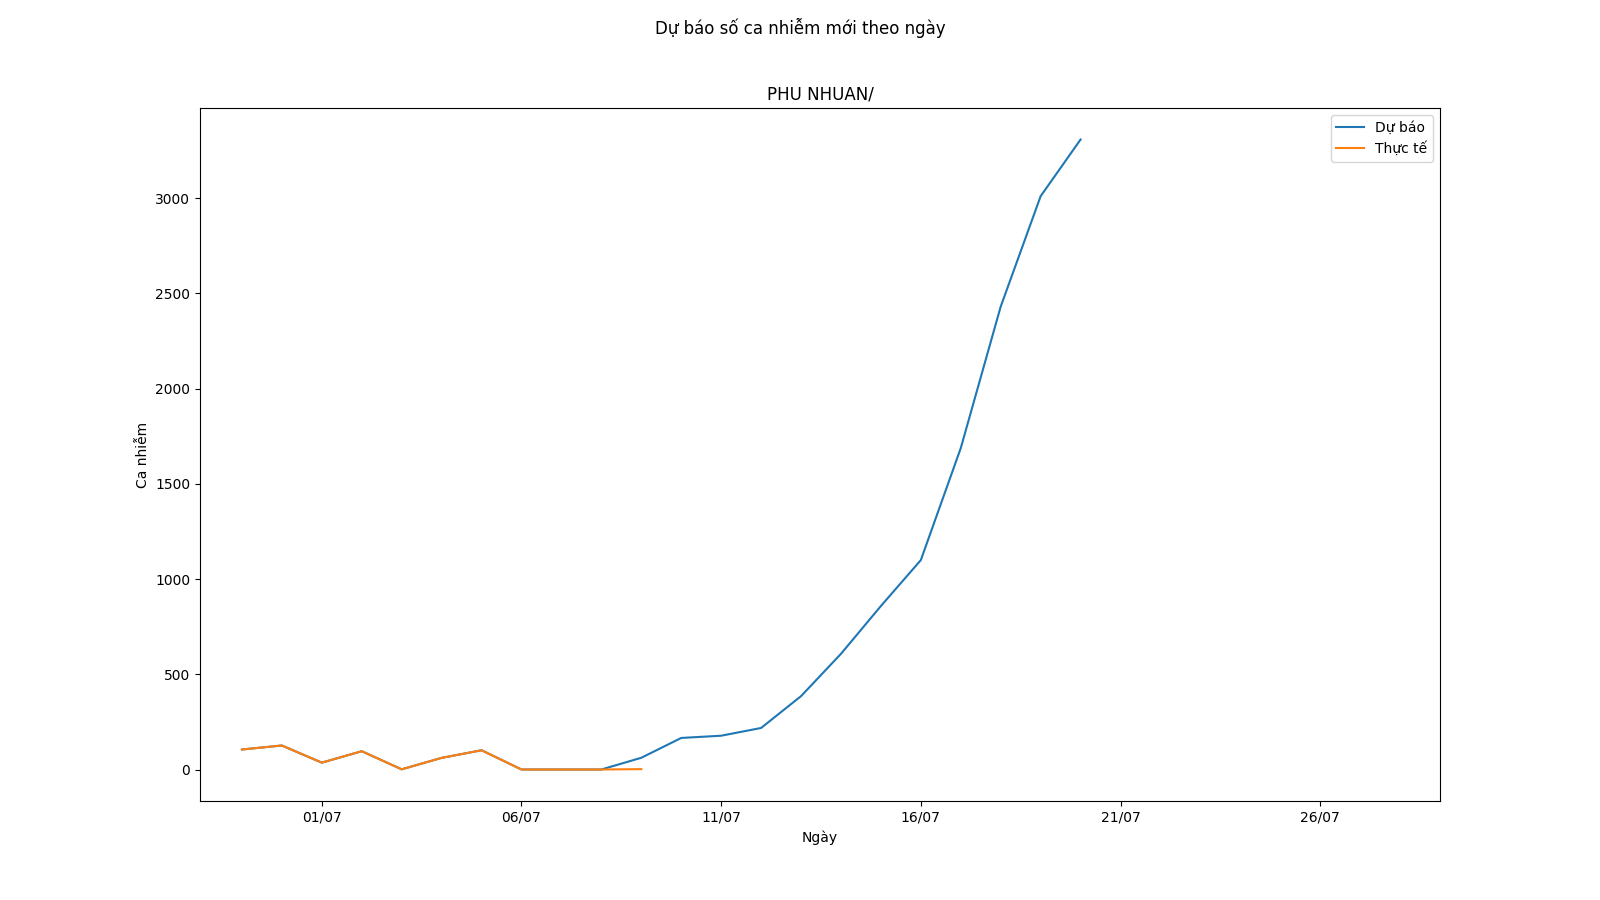 Dự báo số ca nhiễm mới theo ngày
PHU NHUAN/
Dự báo
Thực tế
3000
2500
2000
1500
1000
500
0
Ca nhiễm
01/07
06/07
11/07
16/07
21/07
26/07
Ngày